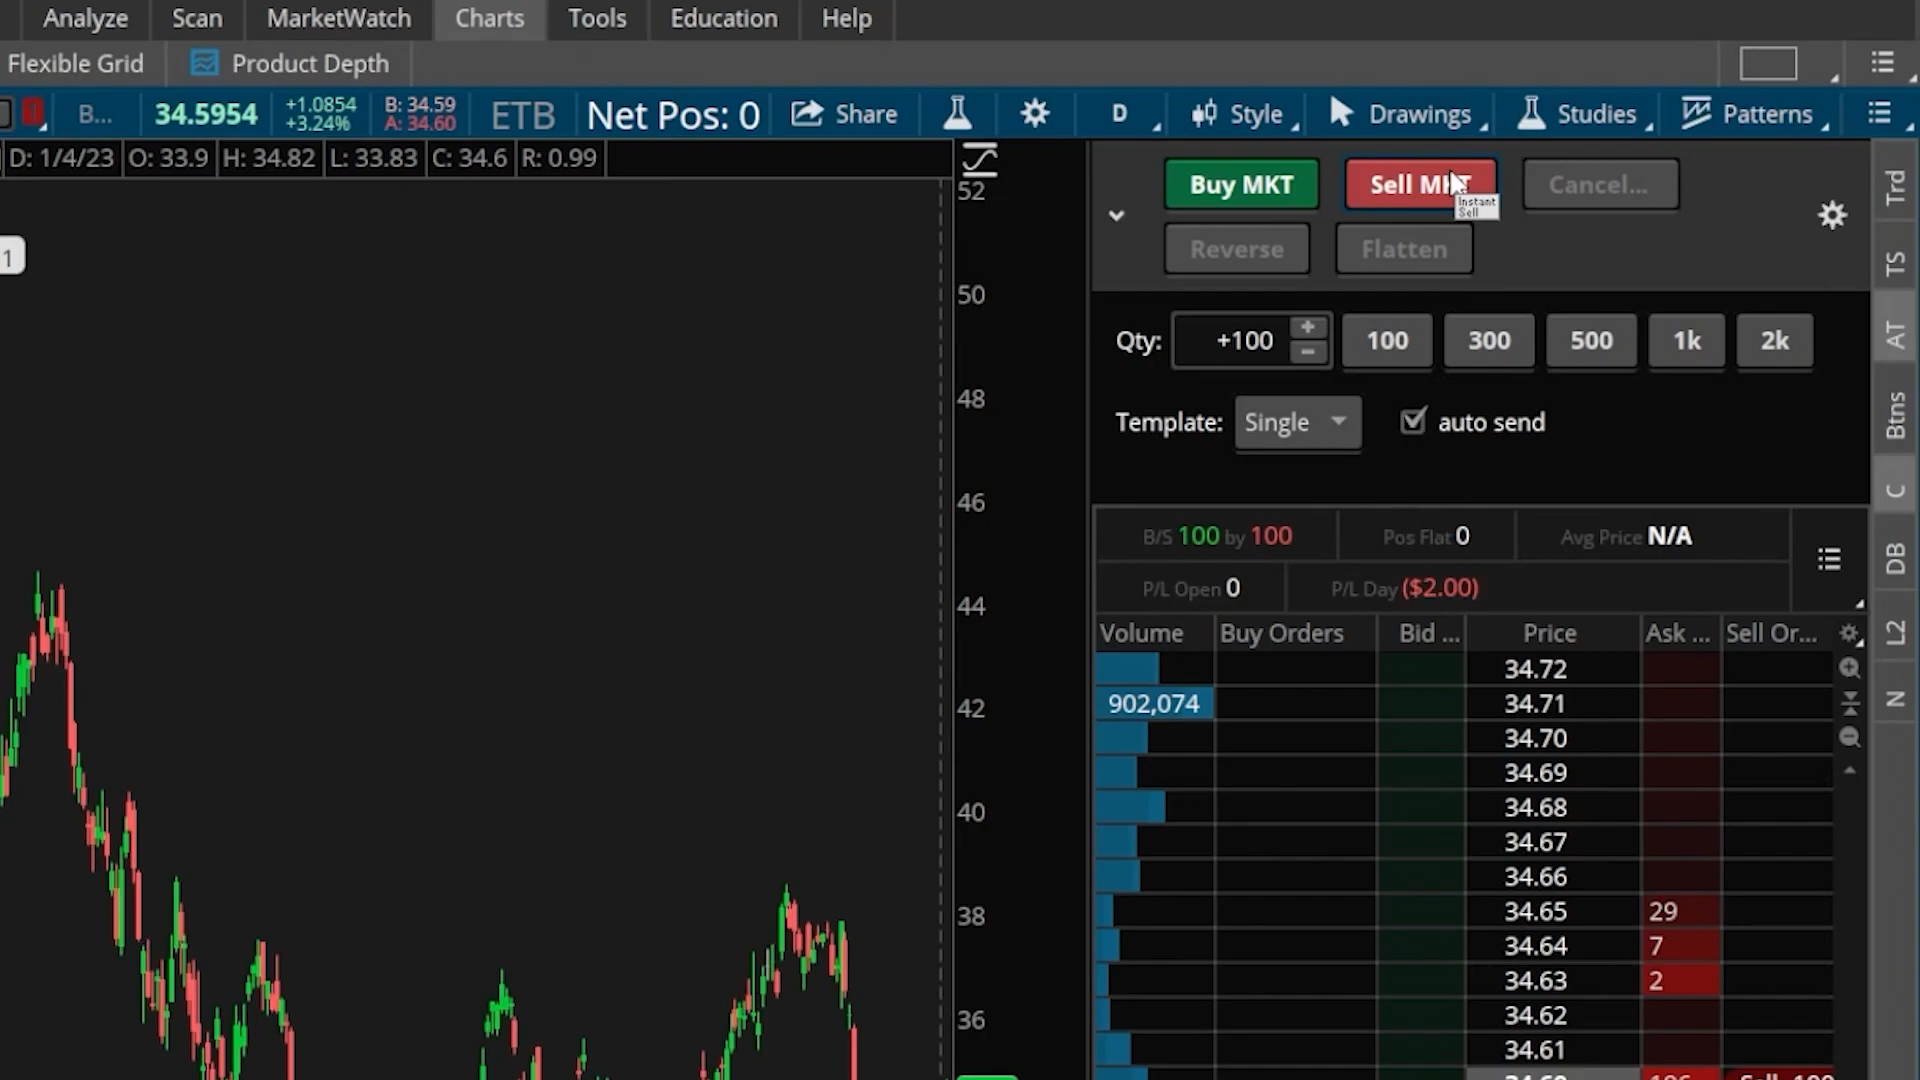 Analyze Scan MarketWatch Charts Tools Education Help
Flexible Grid Product Depth
B... 34.5954 +1.0854 +3.24% B: 34.59 A: 34.60 ETB Net Pos: 0 Share D Style Drawings Studies Patterns
D: 1/4/23 O: 33.9 H: 34.82 L: 33.83 C: 34.6 R: 0.99
1
52
50
48
46
44
42
40
38
36
Buy MKT Sell MKT Cancel...
Instant
Sell
Reverse Flatten
Qty: +100 100 300 500 1k 2k
Template: Single auto send
B/S 100 by 100 Pos Flat 0 Avg Price N/A
P/L Open 0 P/L Day ($2.00)
Volume Buy Orders Bid ... Price Ask ... Sell Or...
34.72
902,074 34.71
34.70
34.69
34.68
34.67
34.66
34.65 29
34.64 7
34.63 2
34.62
34.61
Trd
TS
AT
Btns
C
DB
L2
N